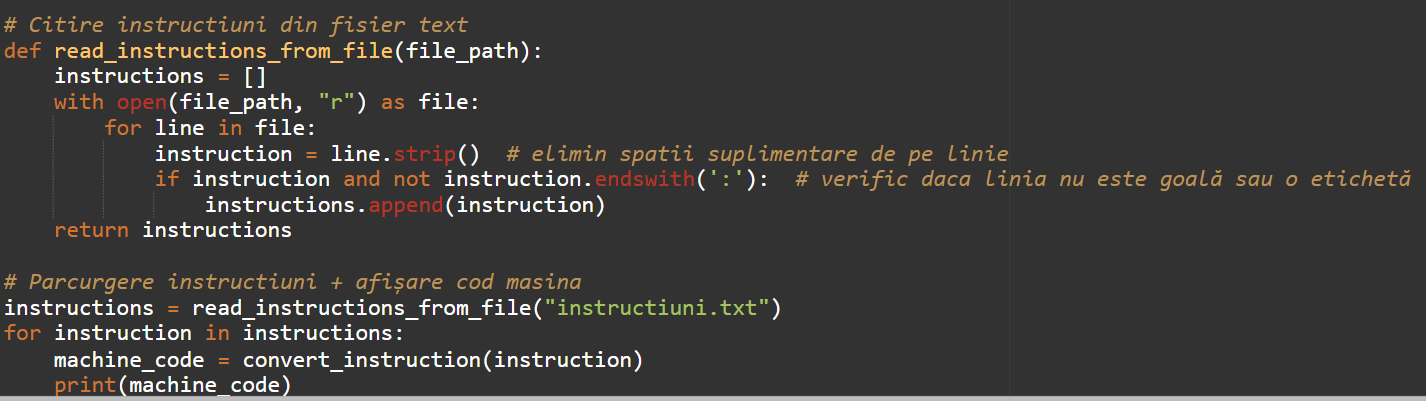 # Citire instructiuni din fisier text
def read_instructions_from_file(file_path):
    instructions = []
    with open(file_path, "r") as file:
        for line in file:
            instruction = line.strip()  # elimin spatii suplimentare de pe linie
            if instruction and not instruction.endswith(':'):  # verific daca linia nu este goală sau o etichetă
                instructions.append(instruction)
    return instructions

# Parcurgere instructiuni + afișare cod masina
instructions = read_instructions_from_file("instructiuni.txt")
for instruction in instructions:
    machine_code = convert_instruction(instruction)
    print(machine_code)